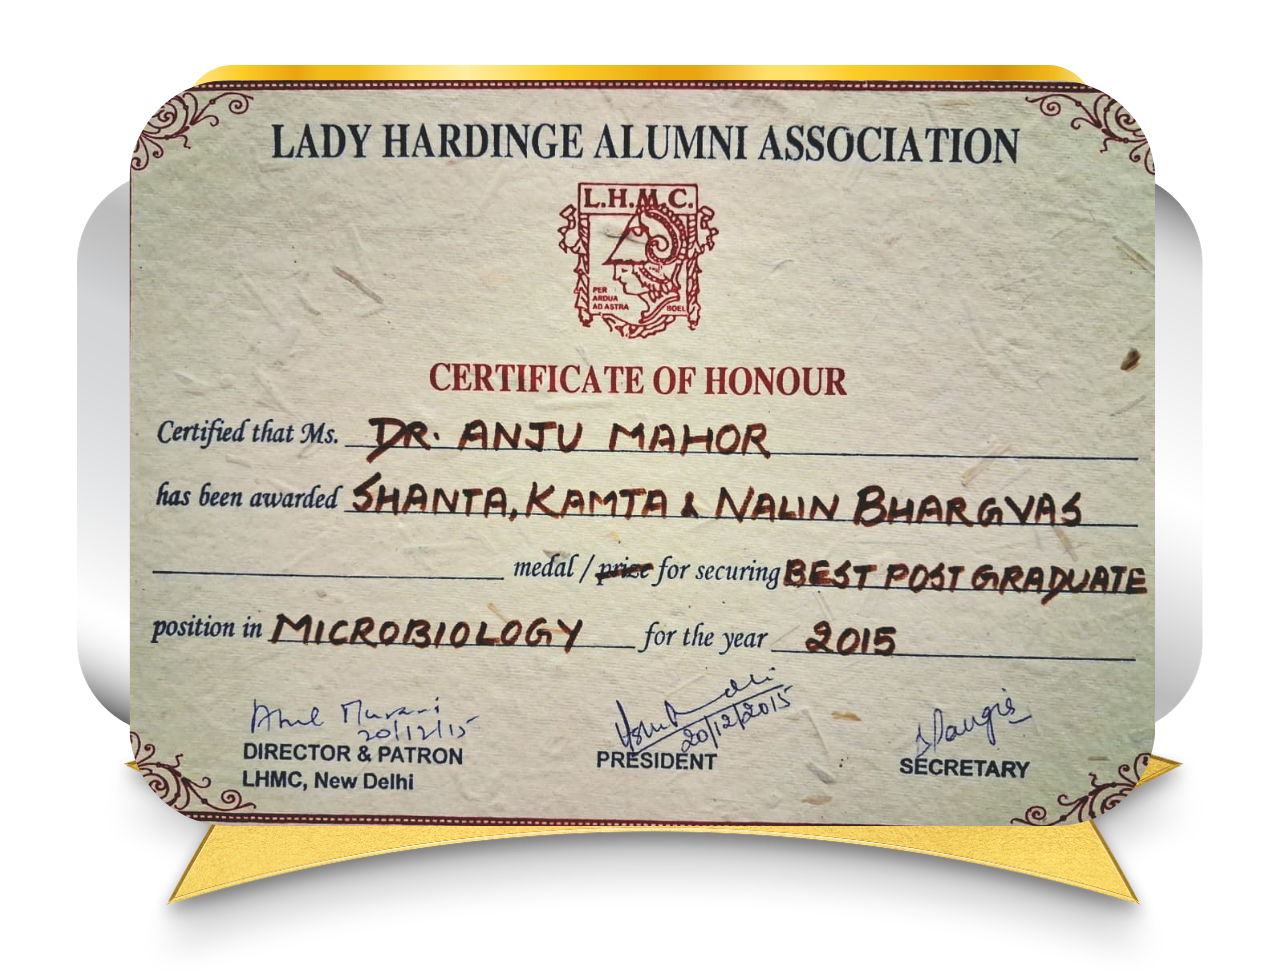 LADY HARDINGE ALUMNI ASSOCIATION
L.H.M.C.
PER
ARDUA
AD ASTRA
NOEL
CERTIFICATE OF HONOUR
Certified that Ms. DR. ANJU MAHOR
has been awarded SHANTA, KAMTA & NALIN BHARGVAS
medal / prize for securing BEST POST GRADUATE
position in MICROBIOLOGY for the year 2015
20/12/15
20/12/2015
DIRECTOR & PATRON
LHMC, New Delhi
PRESIDENT
SECRETARY